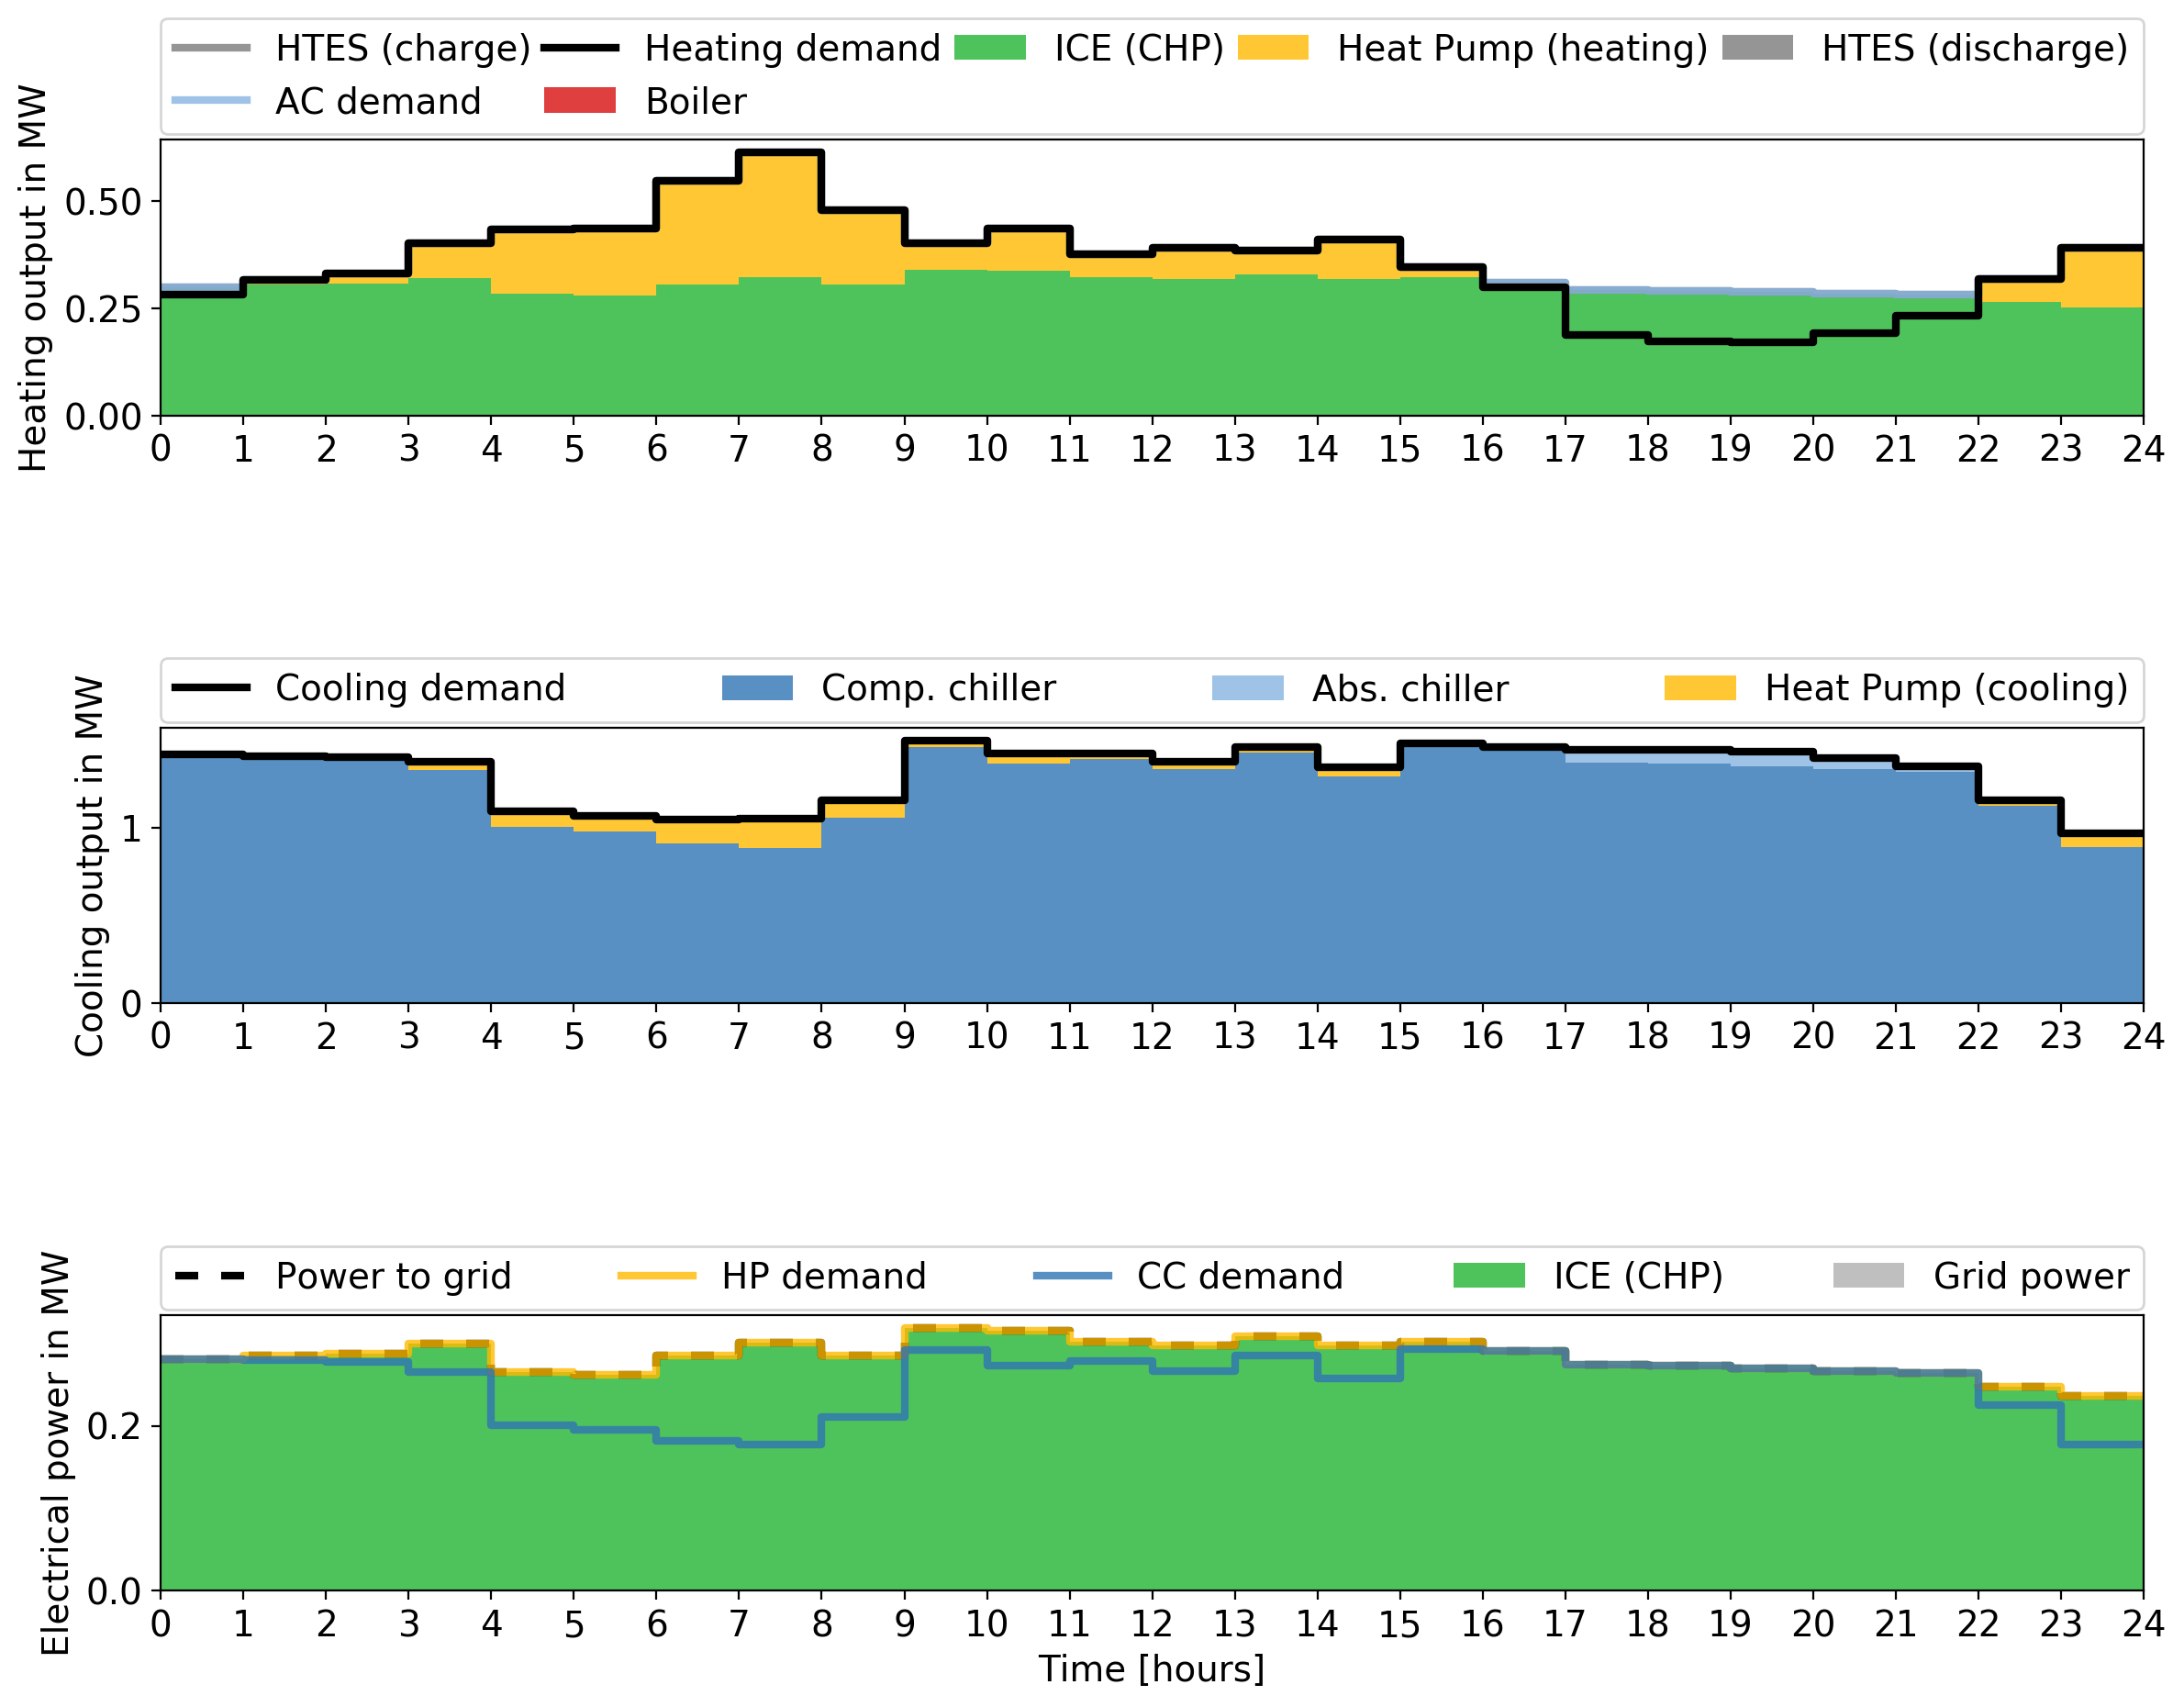 HTES (charge) Heating demand ICE (CHP) Heat Pump (heating) HTES (discharge)
AC demand Boiler
Heating output in MW
0.50
0.25
0.00
0 1 2 3 4 5 6 7 8 9 10 11 12 13 14 15 16 17 18 19 20 21 22 23 24
Cooling demand Comp. chiller Abs. chiller Heat Pump (cooling)
Cooling output in MW
1
0
0 1 2 3 4 5 6 7 8 9 10 11 12 13 14 15 16 17 18 19 20 21 22 23 24
Power to grid HP demand CC demand ICE (CHP) Grid power
Electrical power in MW
0.2
0.0
0 1 2 3 4 5 6 7 8 9 10 11 12 13 14 15 16 17 18 19 20 21 22 23 24
Time [hours]